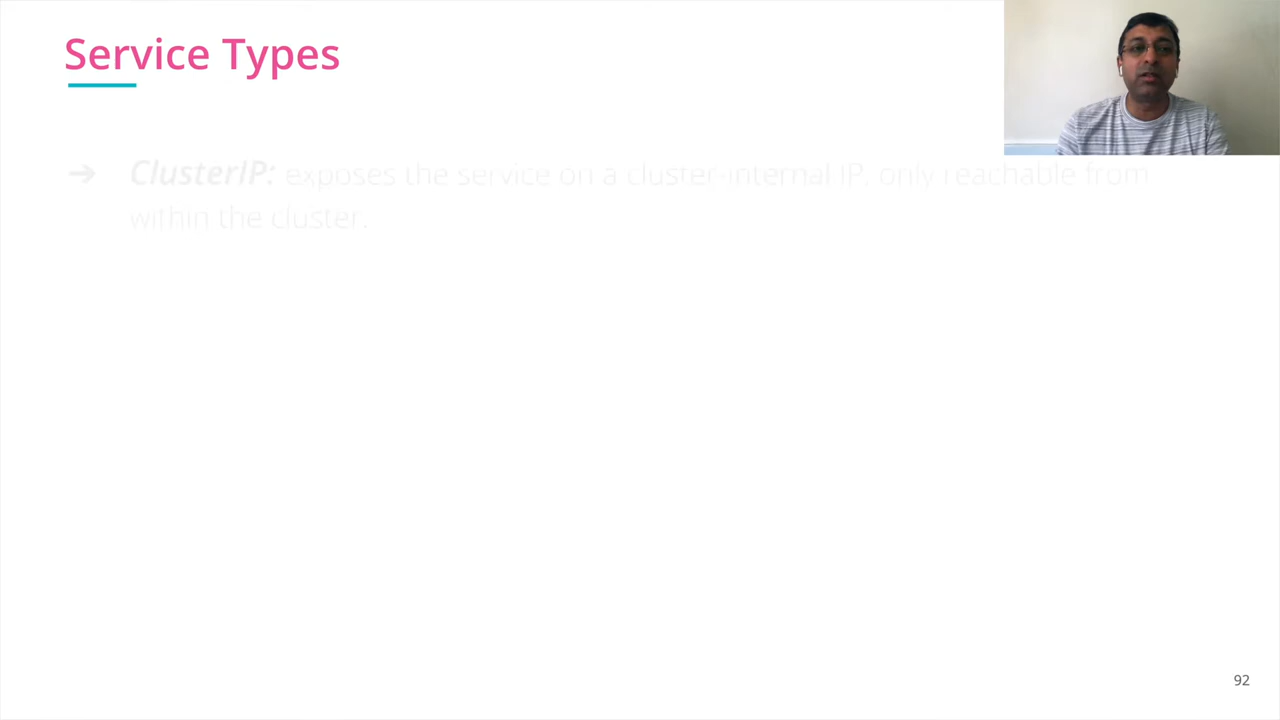 Service Types
➔ ClusterIP: exposes the service on a cluster-internal IP, only reachable from
within the cluster.
92